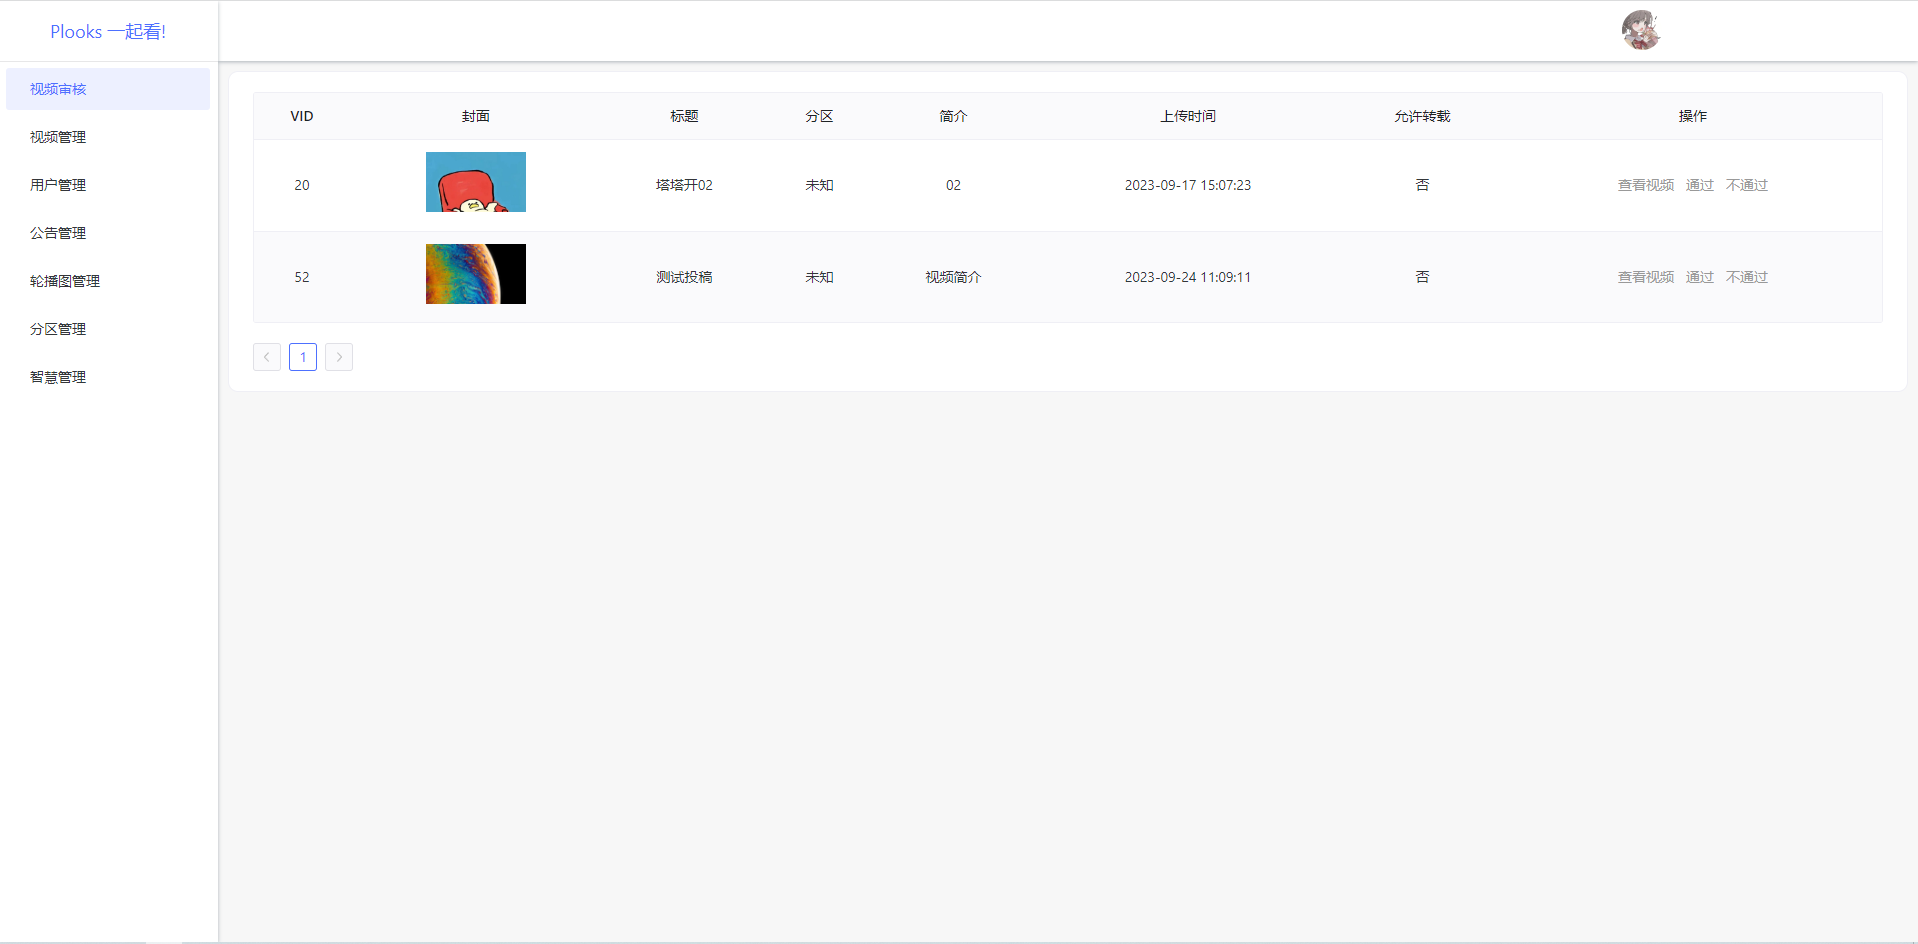 Plooks 一起看!
视频审核
视频管理
用户管理
公告管理
轮播图管理
分区管理
智慧管理
VID 封面 标题 分区 简介 上传时间 允许转载 操作
20 塔塔开02 未知 02 2023-09-17 15:07:23 否 查看视频 通过 不通过
52 测试投稿 未知 视频简介 2023-09-24 11:09:11 否 查看视频 通过 不通过
1